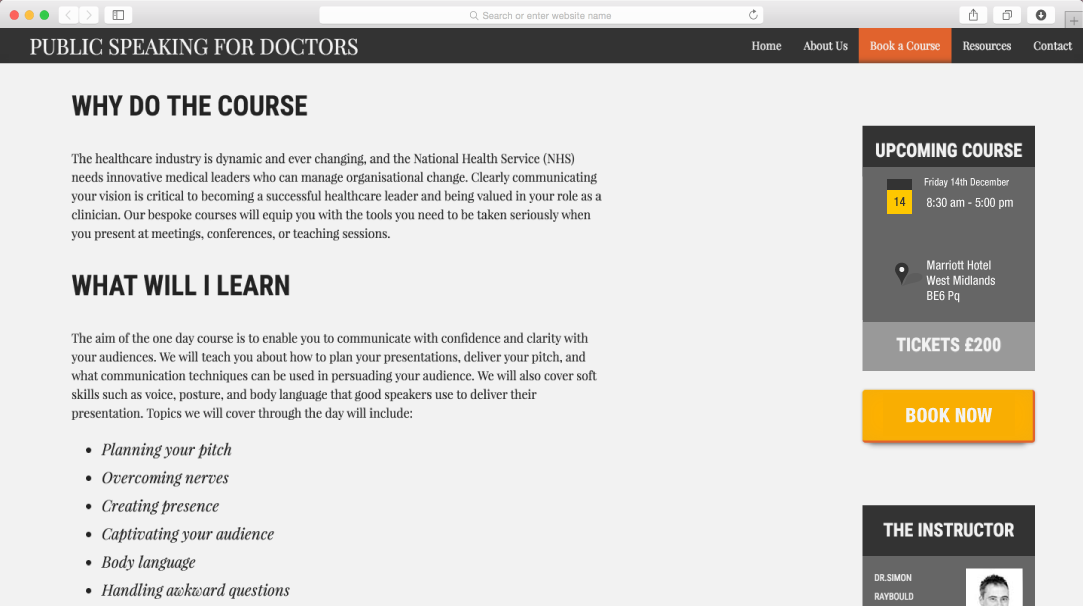 Search or enter website name
PUBLIC SPEAKING FOR DOCTORS
Home About Us Book a Course Resources Contact
WHY DO THE COURSE
The healthcare industry is dynamic and ever changing, and the National Health Service (NHS)
needs innovative medical leaders who can manage organisational change. Clearly communicating
your vision is critical to becoming a successful healthcare leader and being valued in your role as a
clinician. Our bespoke courses will equip you with the tools you need to be taken seriously when
you present at meetings, conferences, or teaching sessions.
WHAT WILL I LEARN
The aim of the one day course is to enable you to communicate with confidence and clarity with
your audiences. We will teach you about how to plan your presentations, deliver your pitch, and
what communication techniques can be used in persuading your audience. We will also cover soft
skills such as voice, posture, and body language that good speakers use to deliver their
presentation. Topics we will cover through the day will include:
• Planning your pitch
• Overcoming nerves
• Creating presence
• Captivating your audience
• Body language
• Handling awkward questions
UPCOMING COURSE
14
Friday 14th December
8:30 am - 5:00 pm
Marriott Hotel
West Midlands
BE6 Pq
TICKETS £200
BOOK NOW
THE INSTRUCTOR
DR.SIMON
RAYBOULD